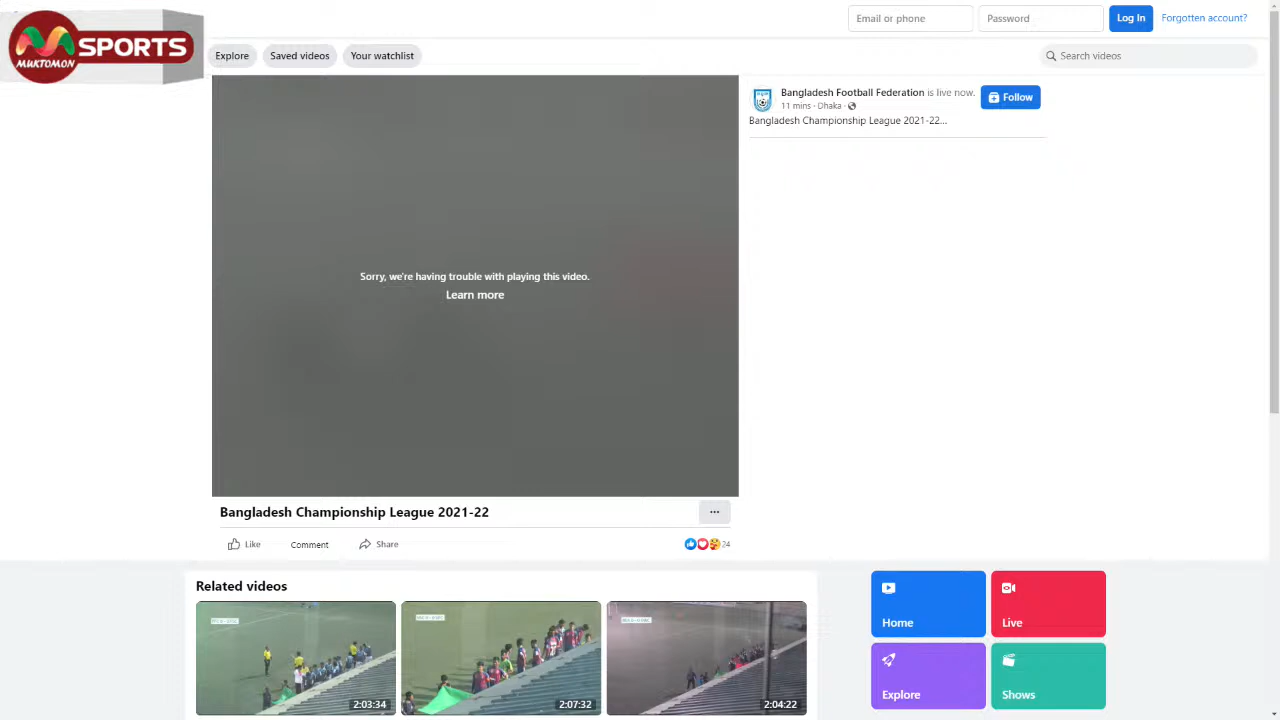 MUKTOMON
SPORTS
Email or phone
Password
Log in
Forgotten account?
Explore
Saved videos
Your watchlist
Search videos
Bangladesh Football Federation is live now.
11 mins · Dhaka ·
Follow
Bangladesh Championship League 2021-22...
Sorry, we're having trouble with playing this video.
Learn more
Bangladesh Championship League 2021-22
Like
Comment
Share
24
Related videos
2:03:34
2:07:32
2:04:22
Home
Live
Explore
Shows